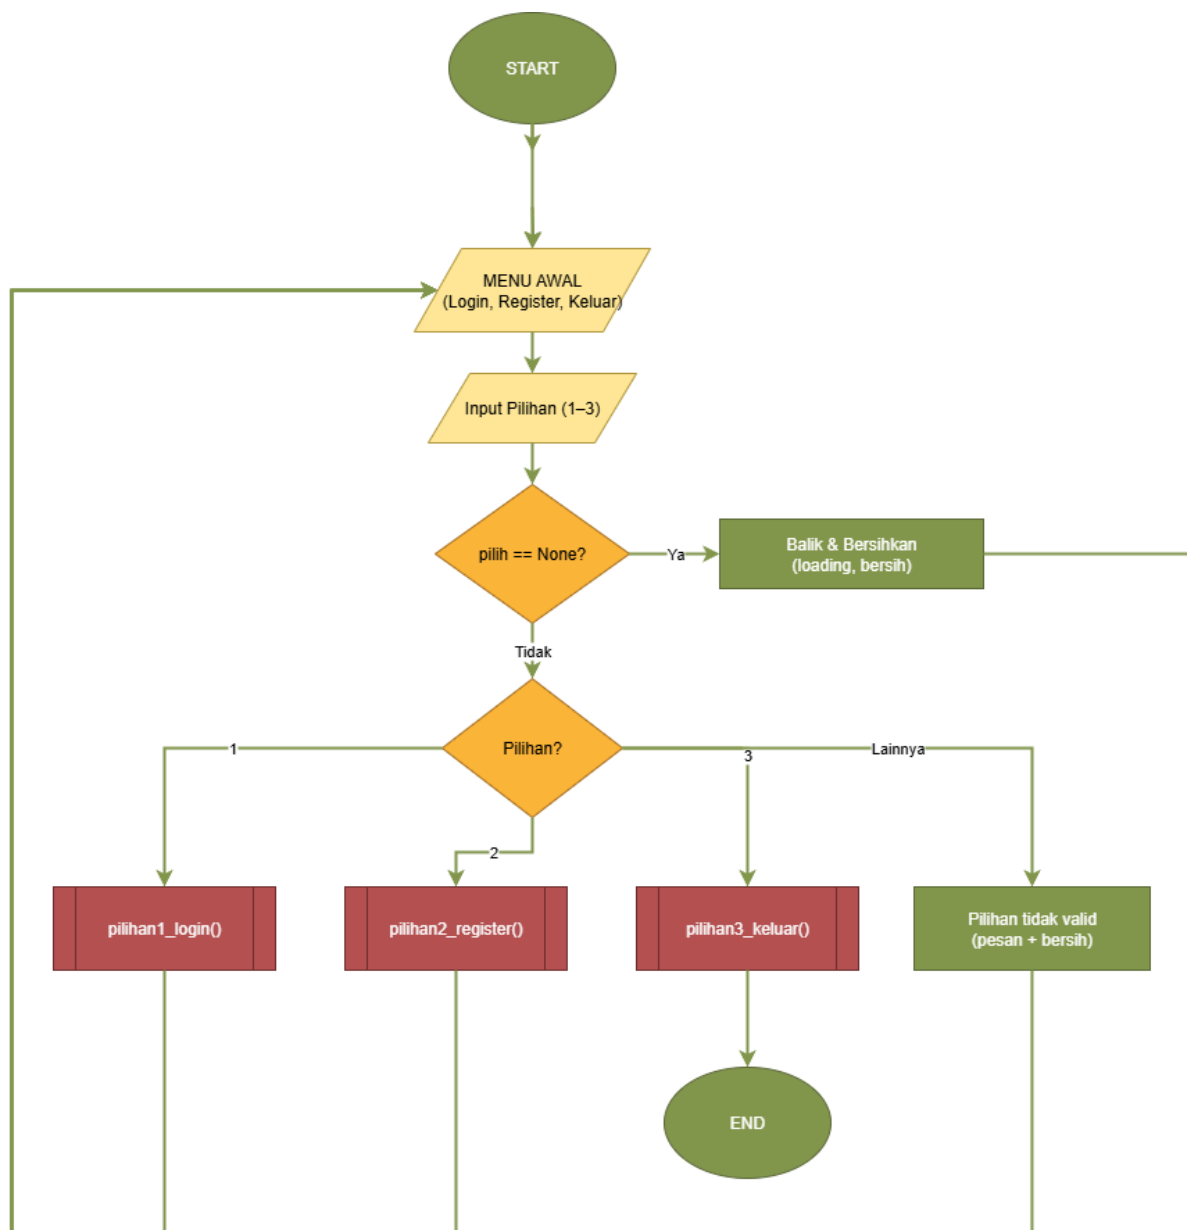 START
MENU AWAL
(Login, Register, Keluar)
Input Pilihan (1–3)
pilih == None?
Ya
Balik & Bersihkan
(loading, bersih)
Tidak
Pilihan?
1
2
3
Lainnya
pilihan1_login()
pilihan2_register()
pilihan3_keluar()
Pilihan tidak valid
(pesan + bersih)
END